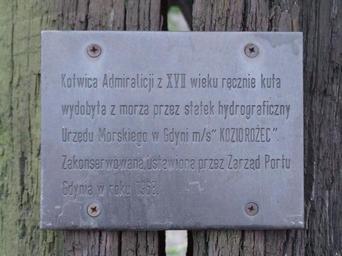 Kotwica Admiralicji z XVII wieku ręcznie kuta
wydobyta z morza przez statek hydrograficzny
Urzędu Morskiego w Gdyni m/s "KOZIOROŻEC"
Zakonserwowana ustawiona przez Zarząd Portu
Gdynia w roku